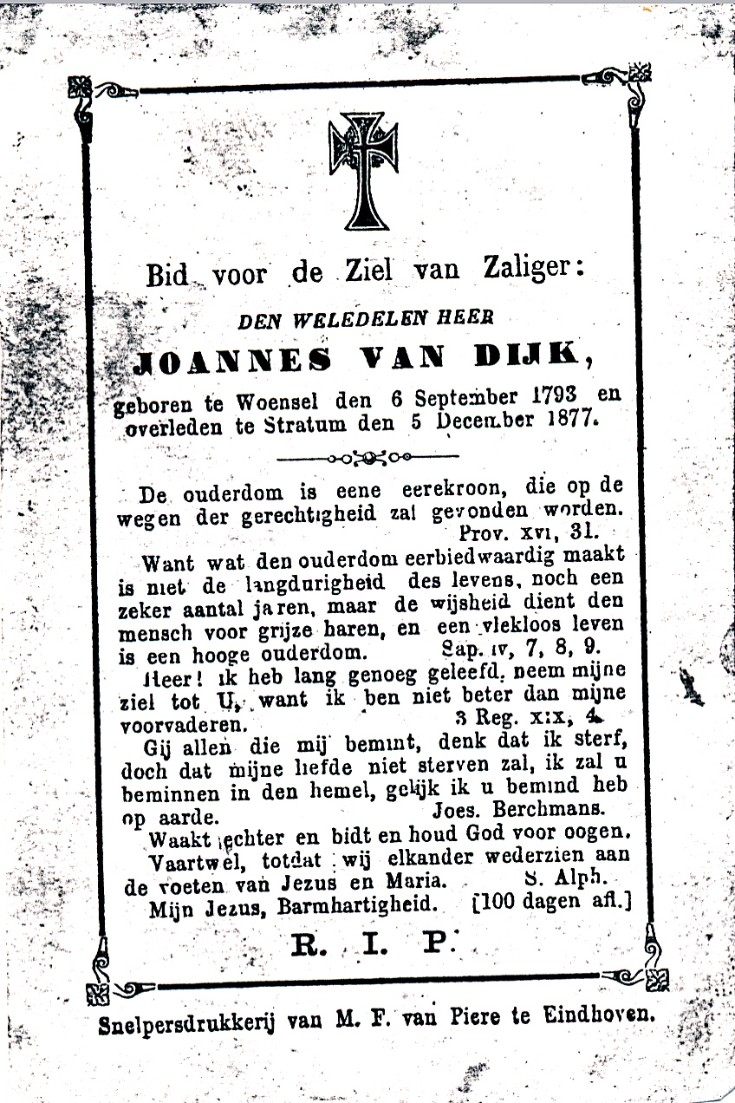 Bid voor de Ziel van Zaliger:
DEN WELEDELEN HEER
JOANNES VAN DIJK,
geboren te Woensel den 6 September 1793 en
overleden te Stratum den 5 December 1877.
De ouderdom is eene eerekroon, die op de
wegen der gerechtigheid zal gevonden worden.
Prov. XVI, 31.
Want wat den ouderdom eerbiedwaardig maakt
is niet de langdurigheid des levens, noch een
zeker aantal jaren, maar de wijsheid dient den
mensch voor grijze haren, en een vlekloos leven
is een hooge ouderdom. Sap. IV, 7, 8, 9.
Heer! ik heb lang genoeg geleefd, neem mijne
ziel tot U, want ik ben niet beter dan mijne
voorvaderen. 3 Reg. XIX, 4.
Gij allen die mij bemint, denk dat ik sterf,
doch dat mijne liefde niet sterven zal, ik zal u
beminnen in den hemel, gelijk ik u bemind heb
op aarde. Joes. Berchmans.
Waakt echter en bidt en houd God voor oogen.
Vaartwel, totdat wij elkander wederzien aan
de voeten van Jezus en Maria. S. Alph.
Mijn Jezus, Barmhartigheid. [100 dagen afl.]
R. I. P.
Snelpersdrukkerij van M. F. van Piere te Eindhoven.